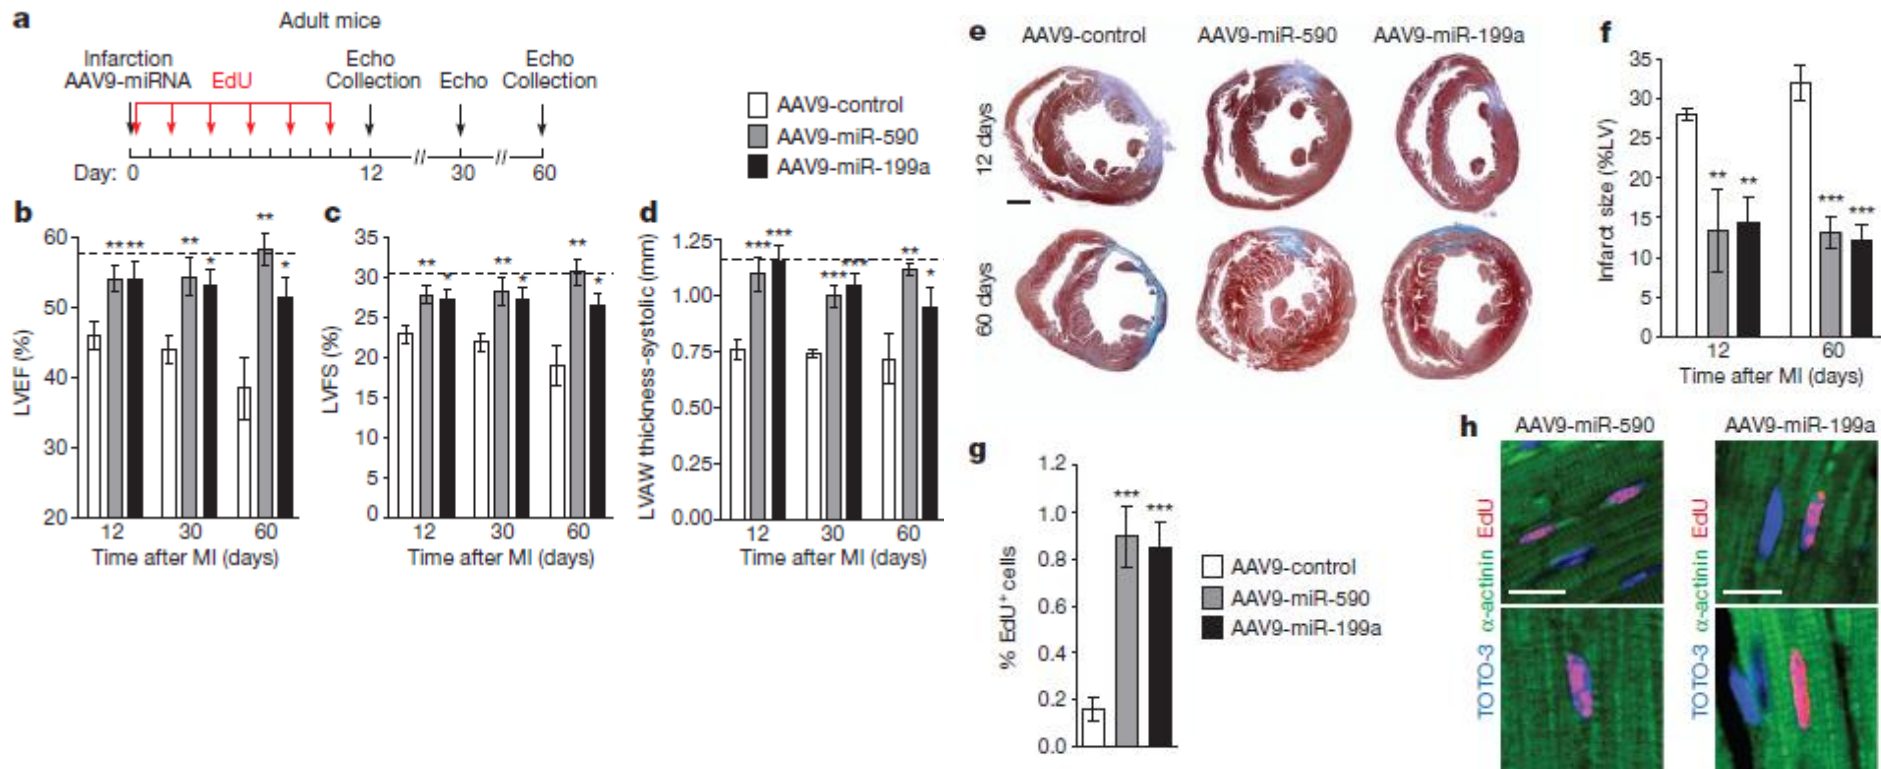 a
Adult mice
Infarction
AAV9-miRNA
EdU
Echo
Collection
Echo
Echo
Collection
Day: 0 12 // 30 // 60
AAV9-control
AAV9-miR-590
AAV9-miR-199a
b
LVEF (%)
60
50
40
30
20
** ** ** * ** *
12 30 60
Time after MI (days)
c
LVFS (%)
35
30
25
20
15
10
5
0
** * ** * ** *
12 30 60
Time after MI (days)
d
LVAW thickness-systolic (mm)
1.25
1.00
0.75
0.50
0.25
0.00
*** *** *** *** ** *
12 30 60
Time after MI (days)
e
AAV9-control AAV9-miR-590 AAV9-miR-199a
12 days
60 days
f
Infarct size (%LV)
35
30
25
20
15
10
5
0
** ** *** ***
12 60
Time after MI (days)
g
% EdU⁺ cells
1.2
1.0
0.8
0.6
0.4
0.2
0.0
*** ***
AAV9-control
AAV9-miR-590
AAV9-miR-199a
h
AAV9-miR-590 AAV9-miR-199a
TOTO-3 α-actinin EdU
TOTO-3 α-actinin EdU